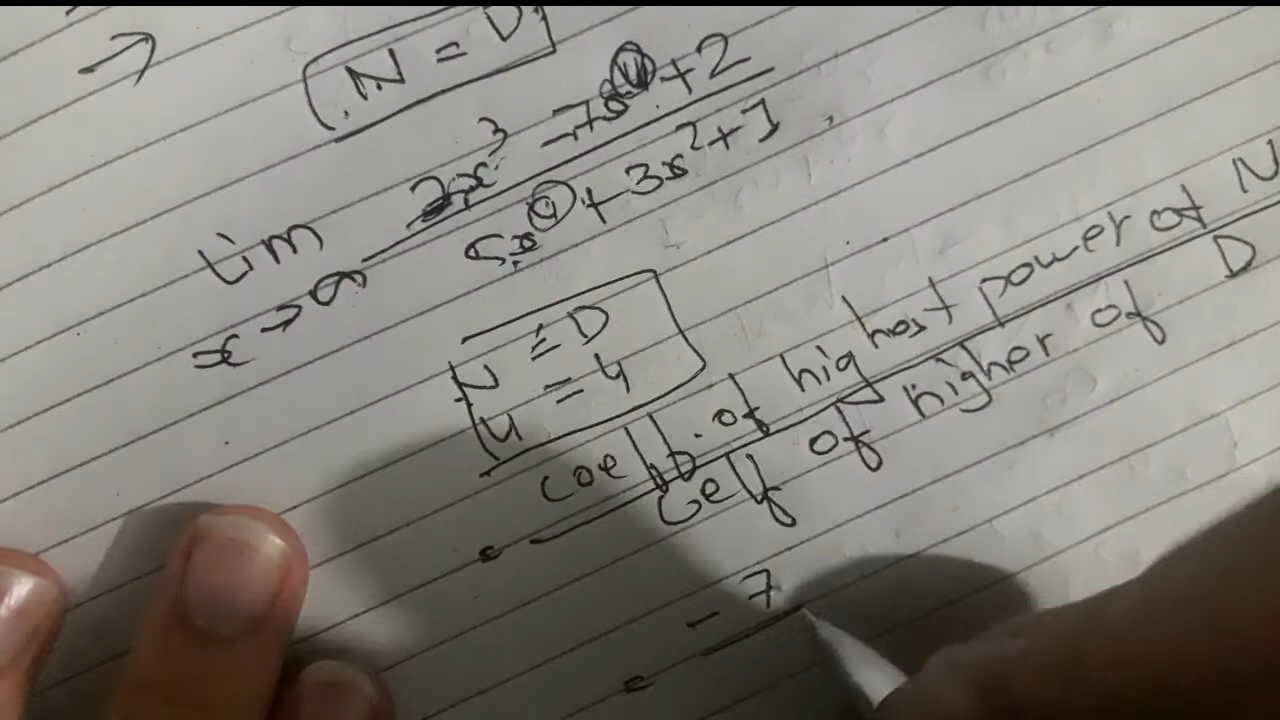 → N = D,
lim x→∞ 2x³ - 7x⁴ + 2 / 5x④ + 3x² + 1
N = D
4 = 4
= coeff. of highest power of N
coeff of higher of D
= - 7